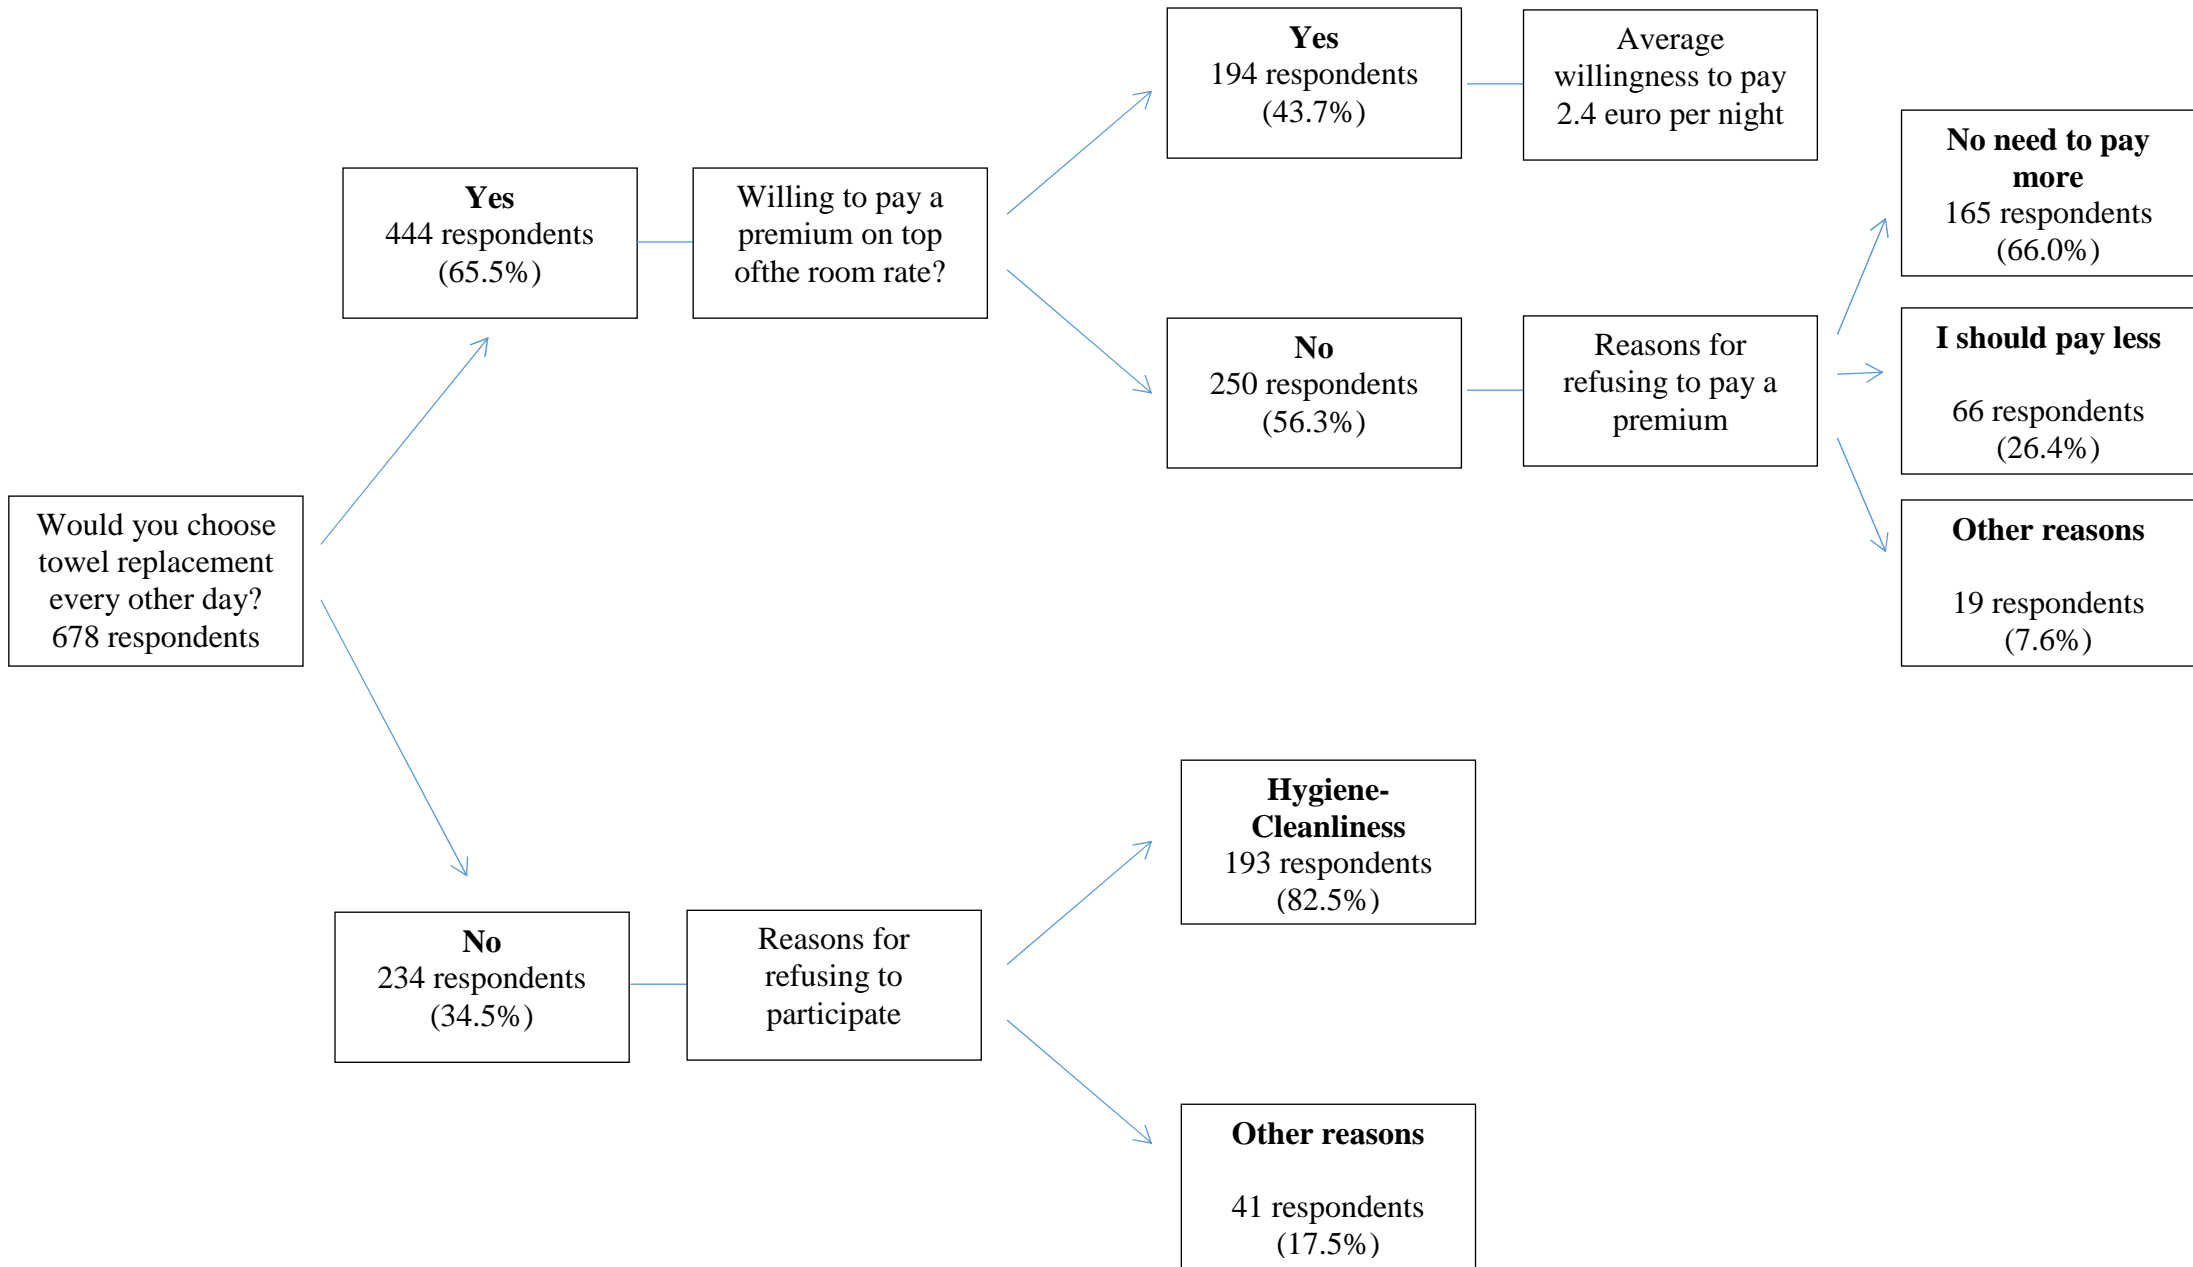 Would you choose
towel replacement
every other day?
678 respondents
Yes
444 respondents
(65.5%)
Willing to pay a
premium on top
ofthe room rate?
Yes
194 respondents
(43.7%)
Average
willingness to pay
2.4 euro per night
No
250 respondents
(56.3%)
Reasons for
refusing to pay a
premium
No need to pay
more
165 respondents
(66.0%)
I should pay less
66 respondents
(26.4%)
Other reasons
19 respondents
(7.6%)
No
234 respondents
(34.5%)
Reasons for
refusing to
participate
Hygiene-
Cleanliness
193 respondents
(82.5%)
Other reasons
41 respondents
(17.5%)